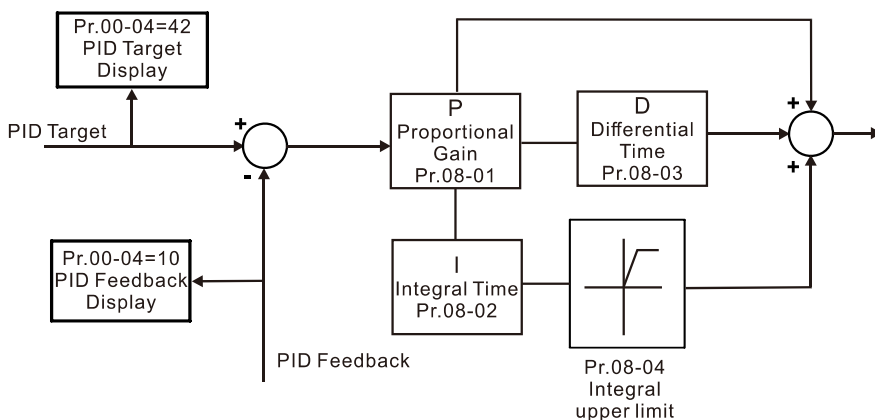 Pr.00-04=42
PID Target
Display
PID Target
+
-
P
Proportional
Gain
Pr.08-01
D
Differential
Time
Pr.08-03
+
+
Pr.00-04=10
PID Feedback
Display
I
Integral Time
Pr.08-02
PID Feedback
Pr.08-04
Integral
upper limit